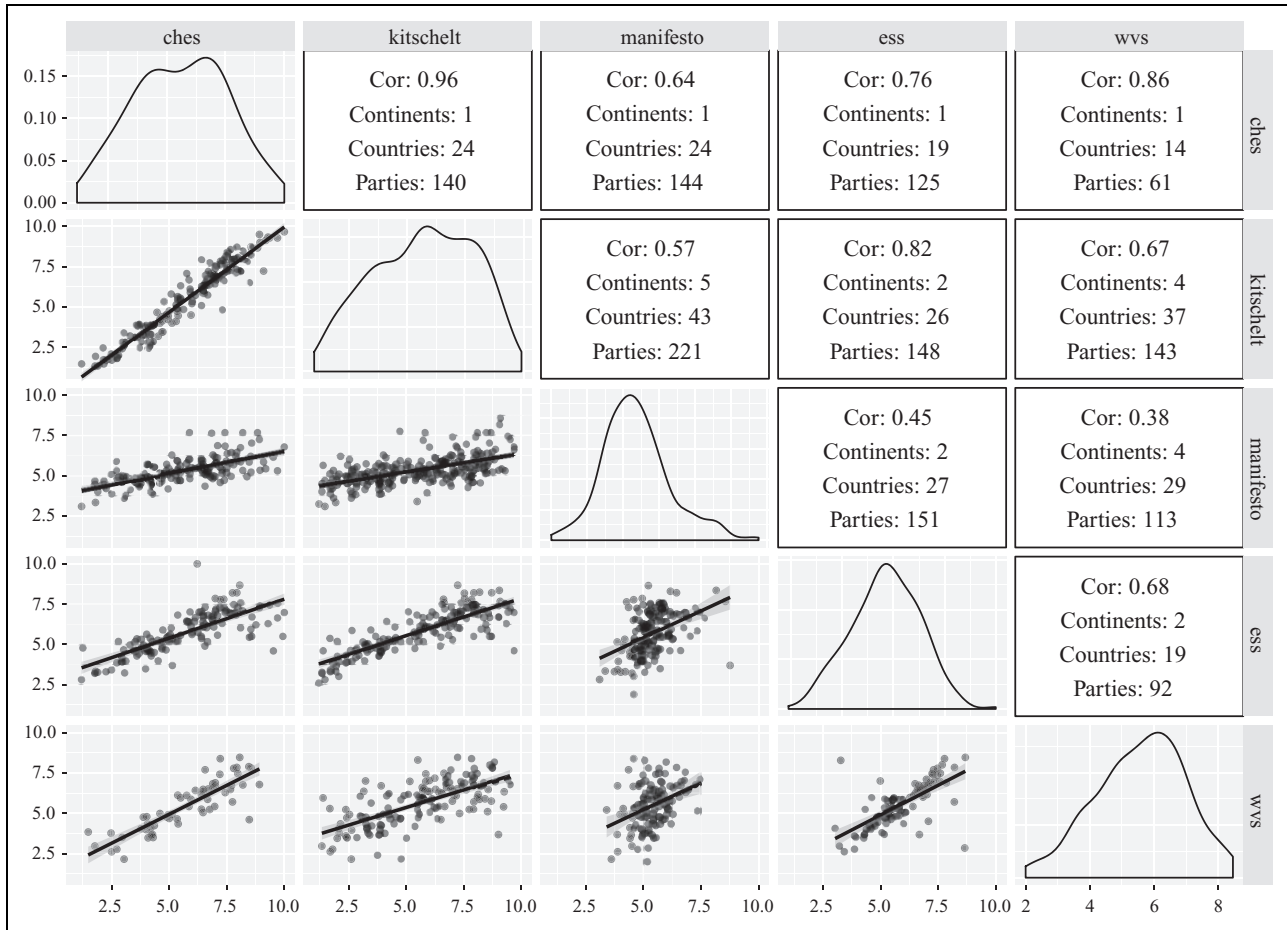 ches kitschelt manifesto ess wvs
0.15
0.10
0.05
0.00
Cor: 0.96
Continents: 1
Countries: 24
Parties: 140
Cor: 0.64
Continents: 1
Countries: 24
Parties: 144
Cor: 0.76
Continents: 1
Countries: 19
Parties: 125
Cor: 0.86
Continents: 1
Countries: 14
Parties: 61
ches
10.0
7.5
5.0
2.5
Cor: 0.57
Continents: 5
Countries: 43
Parties: 221
Cor: 0.82
Continents: 2
Countries: 26
Parties: 148
Cor: 0.67
Continents: 4
Countries: 37
Parties: 143
kitschelt
10.0
7.5
5.0
2.5
Cor: 0.45
Continents: 2
Countries: 27
Parties: 151
Cor: 0.38
Continents: 4
Countries: 29
Parties: 113
manifesto
10.0
7.5
5.0
2.5
Cor: 0.68
Continents: 2
Countries: 19
Parties: 92
ess
10.0
7.5
5.0
2.5
wvs
2.5 5.0 7.5 10.0 2.5 5.0 7.5 10.0 2.5 5.0 7.5 10.0 2.5 5.0 7.5 10.0 2 4 6 8